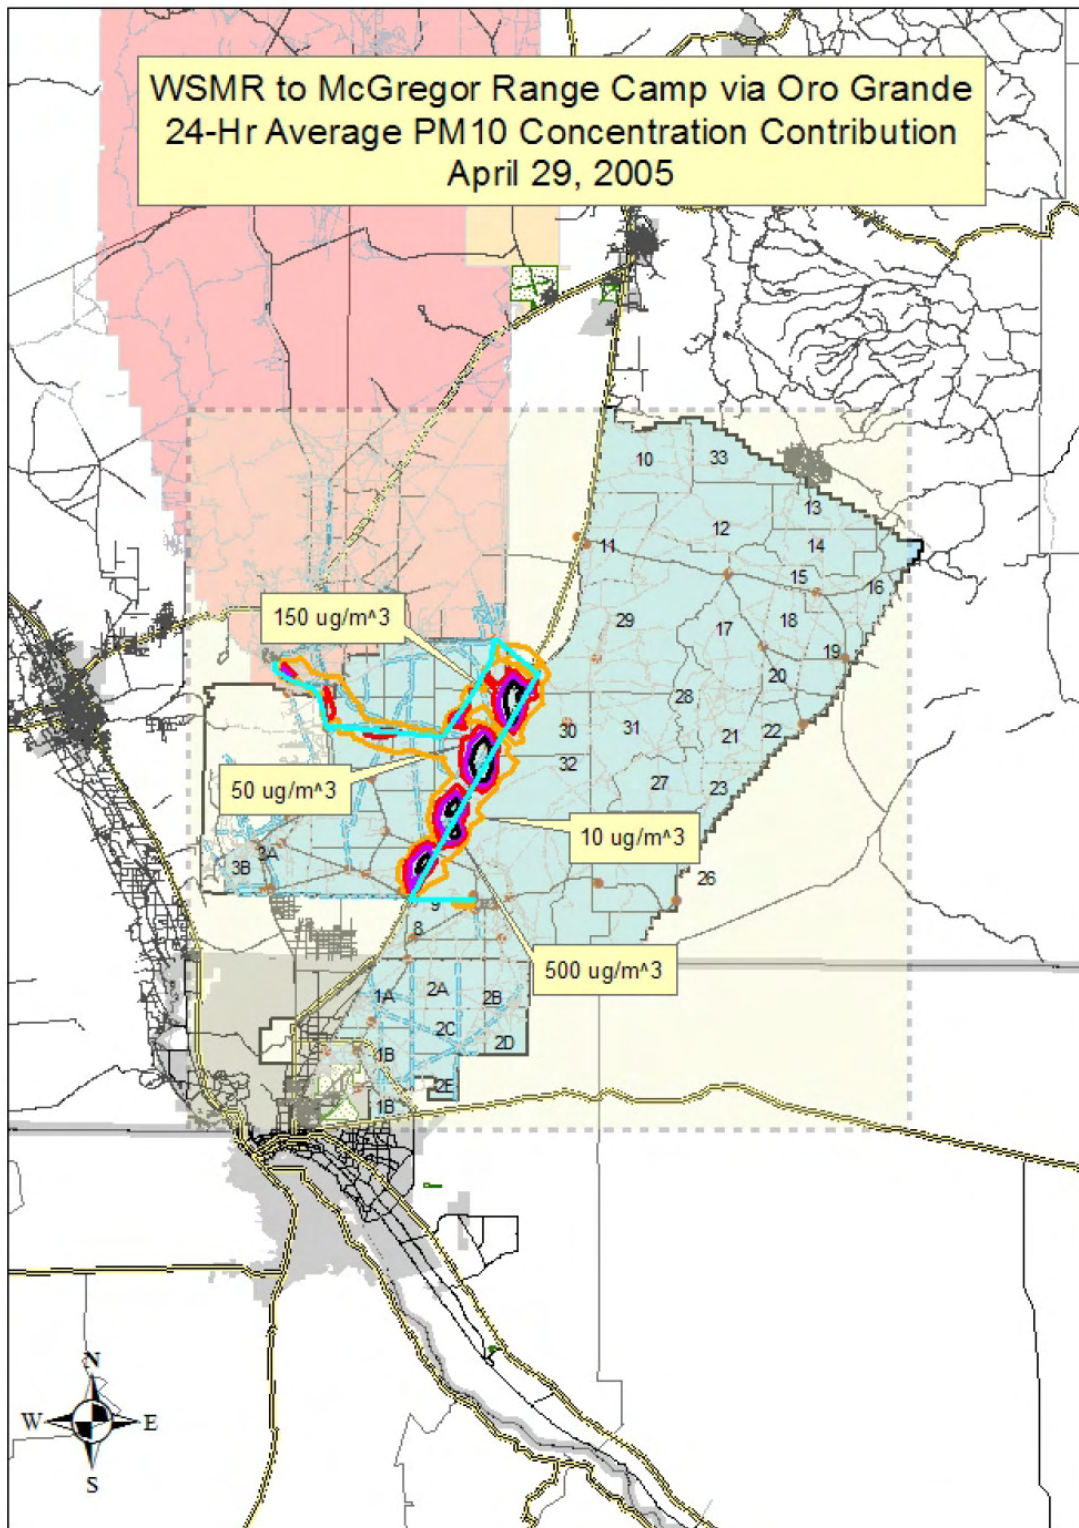 WSMR to McGregor Range Camp via Oro Grande
24-Hr Average PM10 Concentration Contribution
April 29, 2005
10
33
13
12
14
11
15
16
150 ug/m^3
29
17
18
19
20
28
30
31
21
22
32
50 ug/m^3
27
23
10 ug/m^3
3A
3B
26
9
8
500 ug/m^3
1A
2A
2B
2C
2D
1B
2E
1B
N
W
E
S